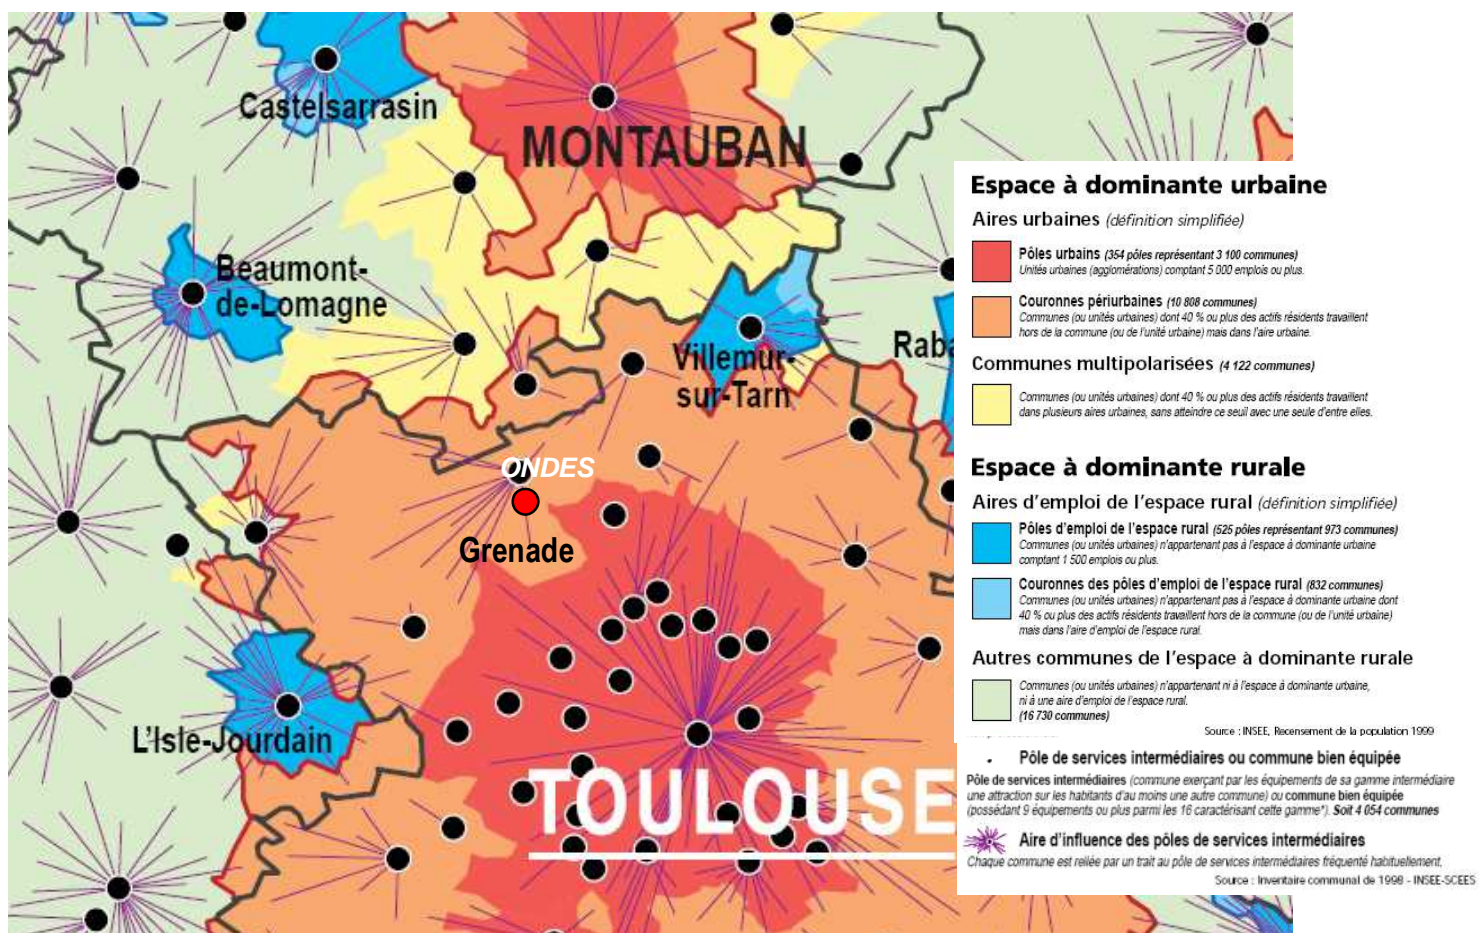 Castelsarrasin
MONTAUBAN
Beaumont-
de-Lomagne
Villemur-
sur-Tarn
Raba
ONDES
Grenade
L'Isle-Jourdain
TOULOUSE
Espace à dominante urbaine
Aires urbaines (définition simplifiée)
Pôles urbains (354 pôles représentant 3 100 communes)
Unités urbaines (agglomérations) comptant 5 000 emplois ou plus.
Couronnes périurbaines (10 808 communes)
Communes (ou unités urbaines) dont 40 % ou plus des actifs résidents travaillent
hors de la commune (ou de l'unité urbaine) mais dans l'aire urbaine.
Communes multipolarisées (4 122 communes)
Communes (ou unités urbaines) dont 40 % ou plus des actifs résidents travaillent
dans plusieurs aires urbaines, sans atteindre ce seuil avec une seule d'entre elles.
Espace à dominante rurale
Aires d'emploi de l'espace rural (définition simplifiée)
Pôles d'emploi de l'espace rural (525 pôles représentant 973 communes)
Communes (ou unités urbaines) n'appartenant pas à l'espace à dominante urbaine
comptant 1 500 emplois ou plus.
Couronnes des pôles d'emploi de l'espace rural (832 communes)
Communes (ou unités urbaines) n'appartenant pas à l'espace à dominante urbaine dont
40 % ou plus des actifs résidents travaillent hors de la commune (ou de l'unité urbaine)
mais dans l'aire d'emploi de l'espace rural.
Autres communes de l'espace à dominante rurale
Communes (ou unités urbaines) n'appartenant ni à l'espace à dominante urbaine,
ni à une aire d'emploi de l'espace rural.
(16 730 communes)
Source : INSEE, Recensement de la population 1999
Pôle de services intermédiaires ou commune bien équipée
Pôle de services intermédiaires (commune exerçant par les équipements de sa gamme intermédiaire
une attraction sur les habitants d'au moins une autre commune) ou commune bien équipée
(possédant 9 équipements ou plus parmi les 16 caractérisant cette gamme*). Soit 4 054 communes
Aire d'influence des pôles de services intermédiaires
Chaque commune est reliée par un trait au pôle de services intermédiaires fréquenté habituellement.
Source : Inventaire communal de 1998 - INSEE-SCEES